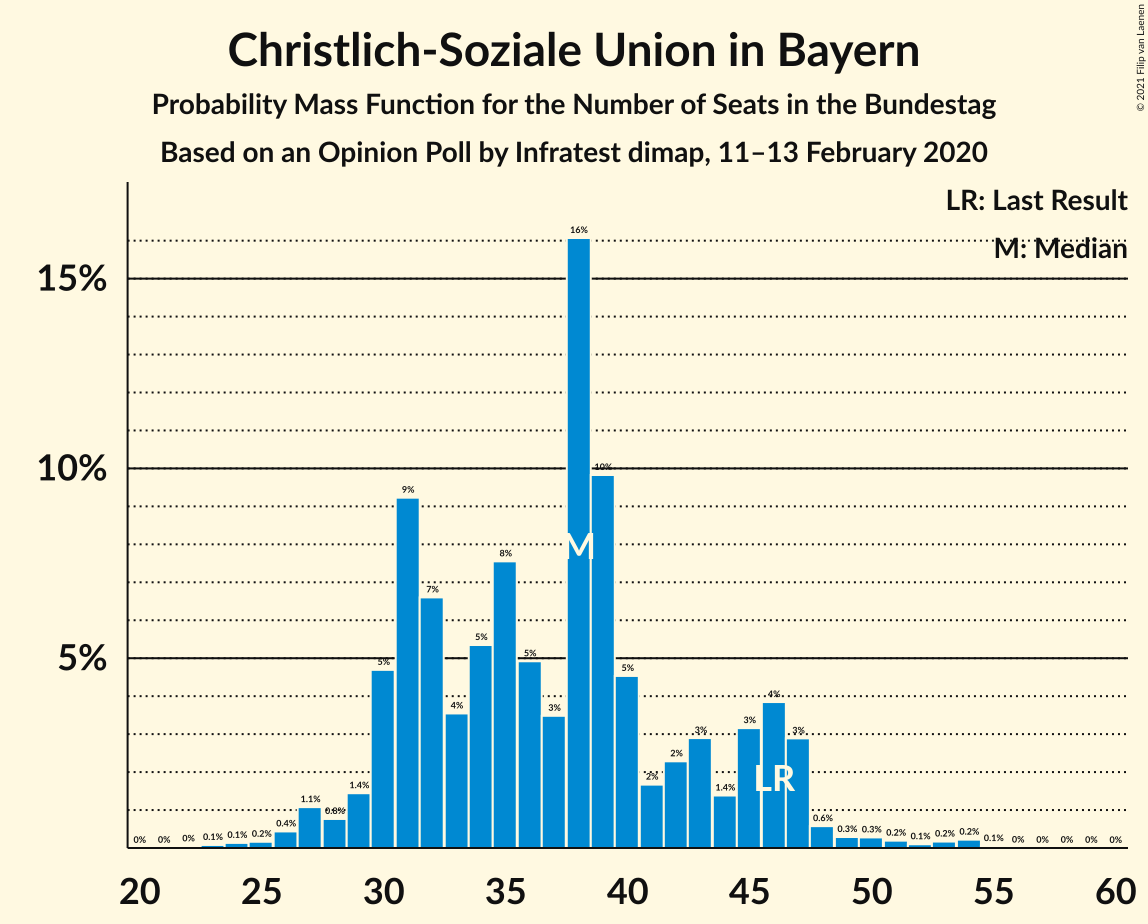 Christlich-Soziale Union in Bayern
Probability Mass Function for the Number of Seats in the Bundestag
Based on an Opinion Poll by Infratest dimap, 11–13 February 2020
© 2021 Filip van Laenen
LR: Last Result
M: Median
15%
10%
5%
0% 0% 0% 0.1% 0.1% 0.2% 0.4% 1.1% 0.8% 1.4% 5% 9% 7% 4% 5% 8% 5% 3% 16% 10% 5% 2% 2% 3% 1.4% 3% 4% 3% 0.6% 0.3% 0.3% 0.2% 0.1% 0.2% 0.2% 0.1% 0% 0% 0% 0% 0%
M
LR
20 25 30 35 40 45 50 55 60